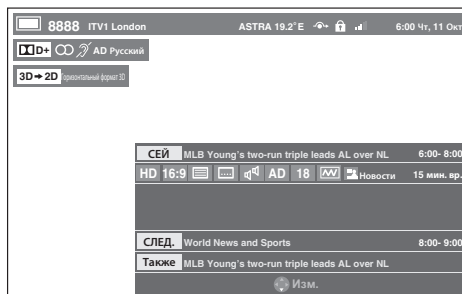 8888 ITV1 London ASTRA 19.2°E 6:00 Чт, 11 Окт
D+ AD Русский
3D➔2D Горизонтальный формат 3D
СЕЙ MLB Young's two-run triple leads AL over NL 6:00- 8:00
HD 16:9 AD 18 Новости 15 мин. вр.
СЛЕД. World News and Sports 8:00- 9:00
Также MLB Young's two-run triple leads AL over NL
Изм.